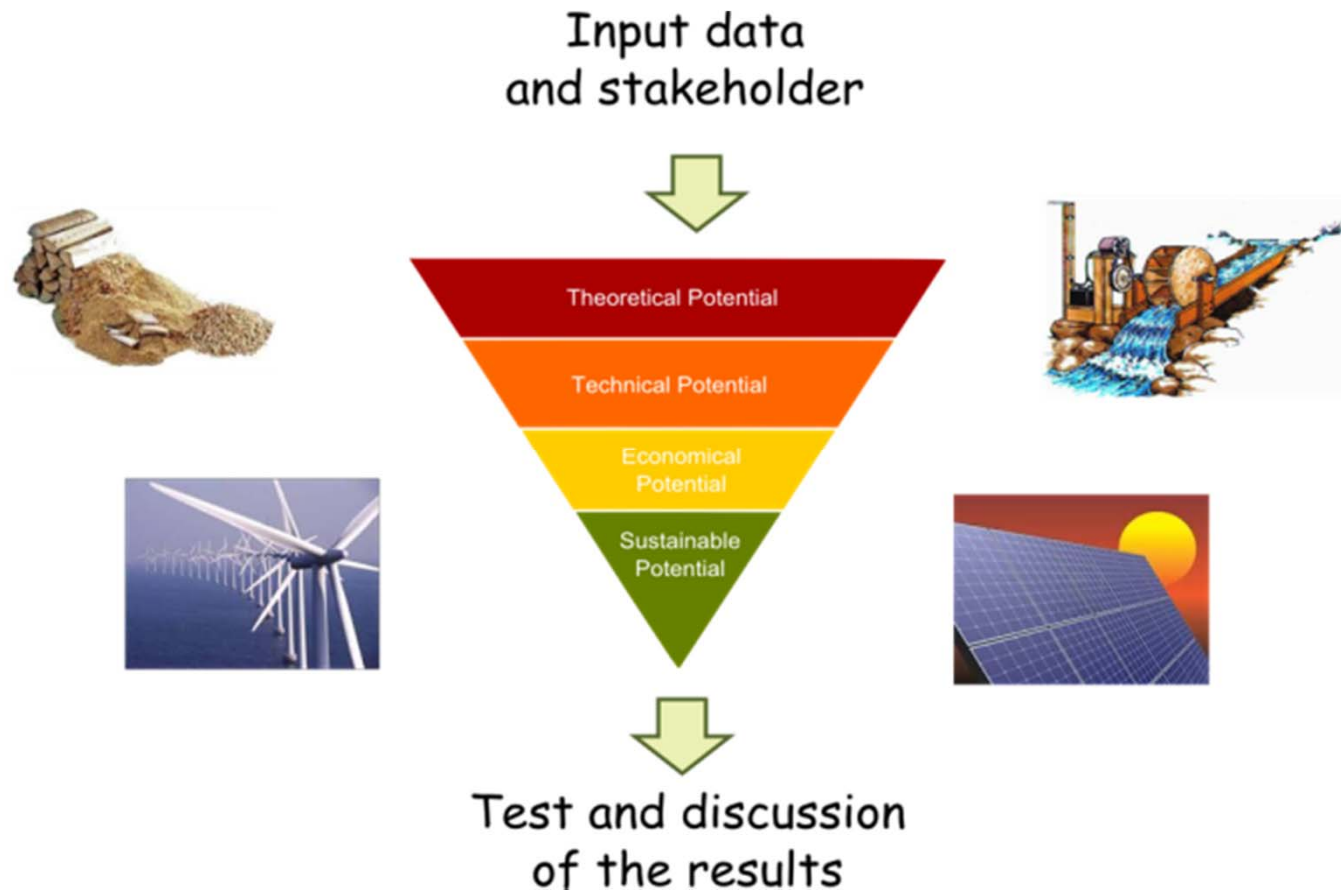 Input data
and stakeholder
Theoretical Potential
Technical Potential
Economical
Potential
Sustainable
Potential
Test and discussion
of the results